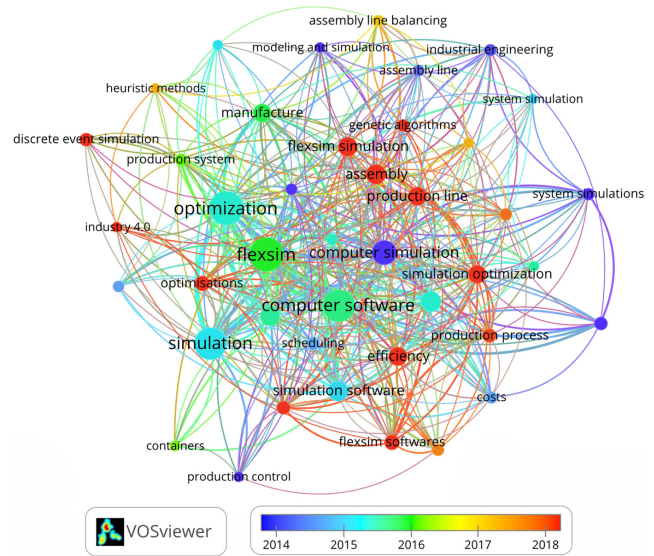 assembly line balancing
modeling and simulation
industrial engineering
assembly line
heuristic methods
system simulation
manufacture
genetic algorithms
discrete event simulation
flexsim simulation
production system
assembly
production line
system simulations
optimization
industry 4.0
flexsim
computer simulation
simulation optimization
optimisations
computer software
production process
simulation
scheduling
efficiency
simulation software
costs
flexsim softwares
containers
production control
VOSviewer
2014 2015 2016 2017 2018